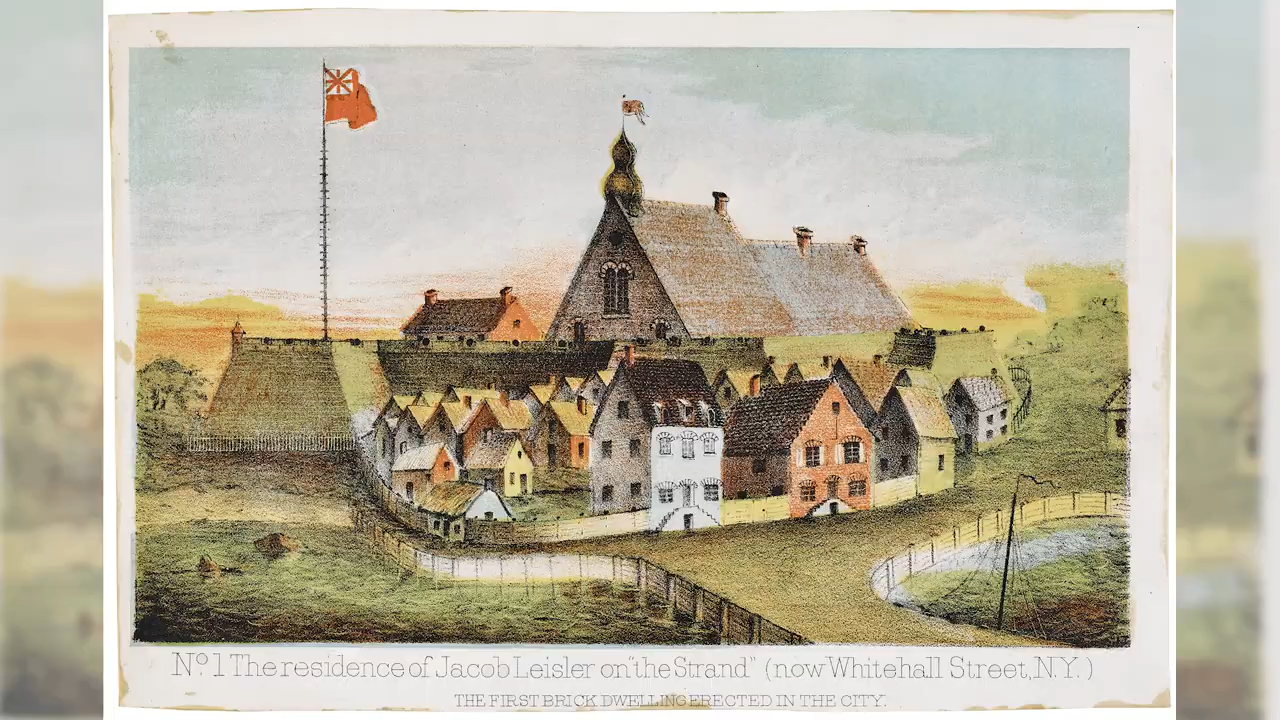 Nº 1 The residence of Jacob Leisler on "the Strand" (now Whitehall Street, N.Y.)
THE FIRST BRICK DWELLING ERECTED IN THE CITY.